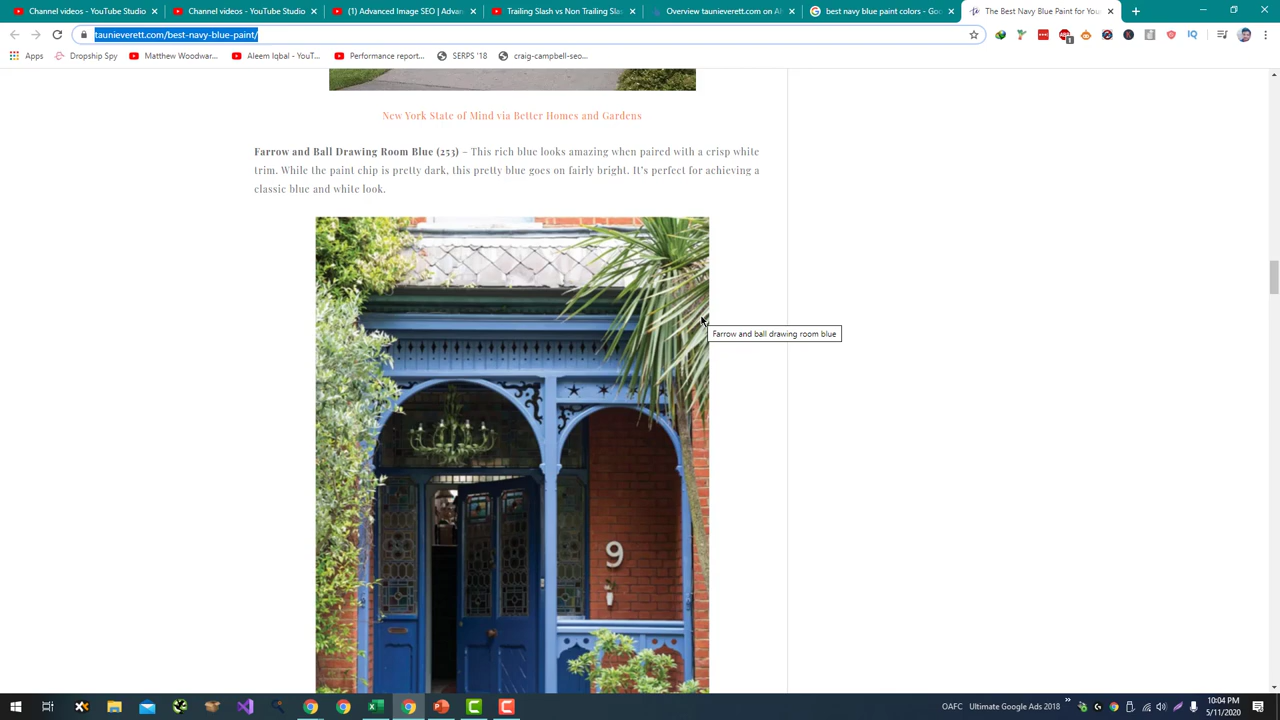 Channel videos - YouTube Studio
Channel videos - YouTube Studio
(1) Advanced Image SEO | Advan
Trailing Slash vs Non Trailing Slas
Overview taunieverett.com on Ah
best navy blue paint colors - Goo
The Best Navy Blue Paint for You
taunieverett.com/best-navy-blue-paint/
1
Apps
Dropship Spy
Matthew Woodwar...
Aleem Iqbal - YouT...
Performance report...
SERPS '18
craig-campbell-seo...
New York State of Mind via Better Homes and Gardens
Farrow and Ball Drawing Room Blue (253) – This rich blue looks amazing when paired with a crisp white
trim. While the paint chip is pretty dark, this pretty blue goes on fairly bright. It's perfect for achieving a
classic blue and white look.
Farrow and ball drawing room blue
9
OAFC
Ultimate Google Ads 2018
10:04 PM
5/11/2020